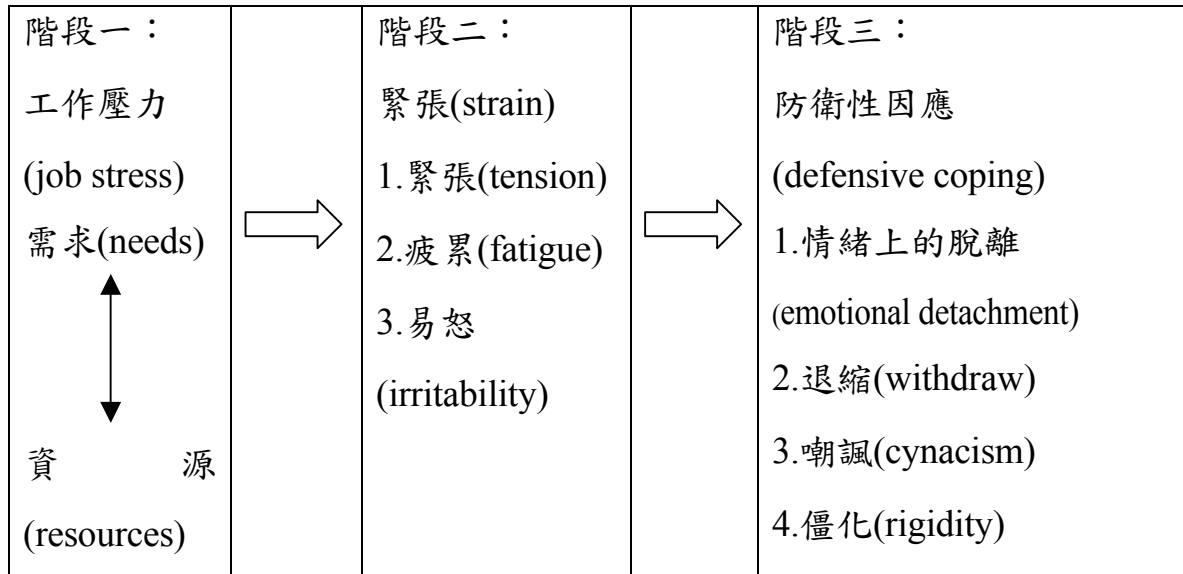 階段一：
工作壓力
(job stress)
需求(needs)
資 源
(resources)
階段二：
緊張(strain)
1.緊張(tension)
2.疲累(fatigue)
3.易怒
(irritability)
階段三：
防衛性因應
(defensive coping)
1.情緒上的脫離
(emotional detachment)
2.退縮(withdraw)
3.嘲諷(cynacism)
4.僵化(rigidity)